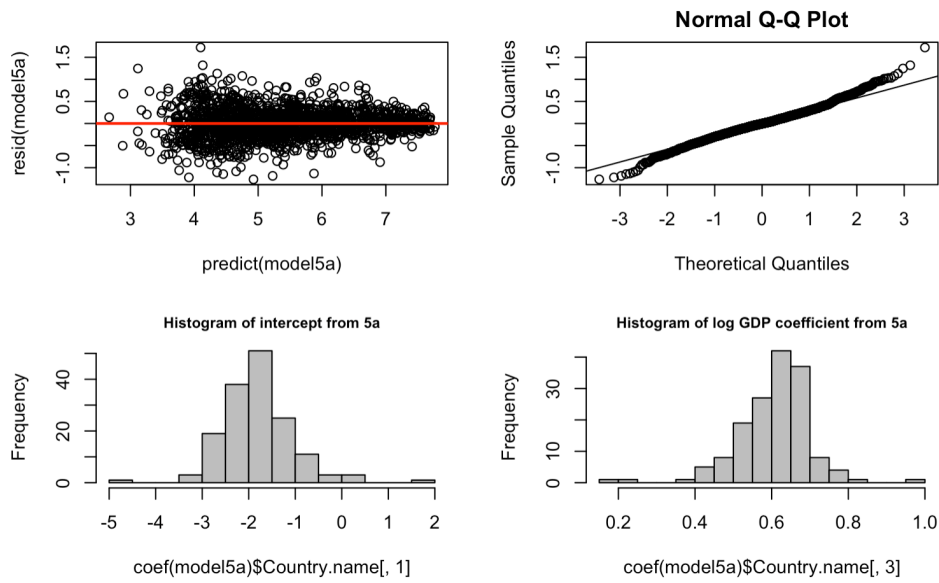 resid(model5a)
1.5
0.5
-1.0
3 4 5 6 7
predict(model5a)
Normal Q-Q Plot
Sample Quantiles
1.5
0.5
-1.0
-3 -2 -1 0 1 2 3
Theoretical Quantiles
Histogram of intercept from 5a
Frequency
40
20
0
-5 -4 -3 -2 -1 0 1 2
coef(model5a)$Country.name[, 1]
Histogram of log GDP coefficient from 5a
Frequency
30
10
0
0.2 0.4 0.6 0.8 1.0
coef(model5a)$Country.name[, 3]